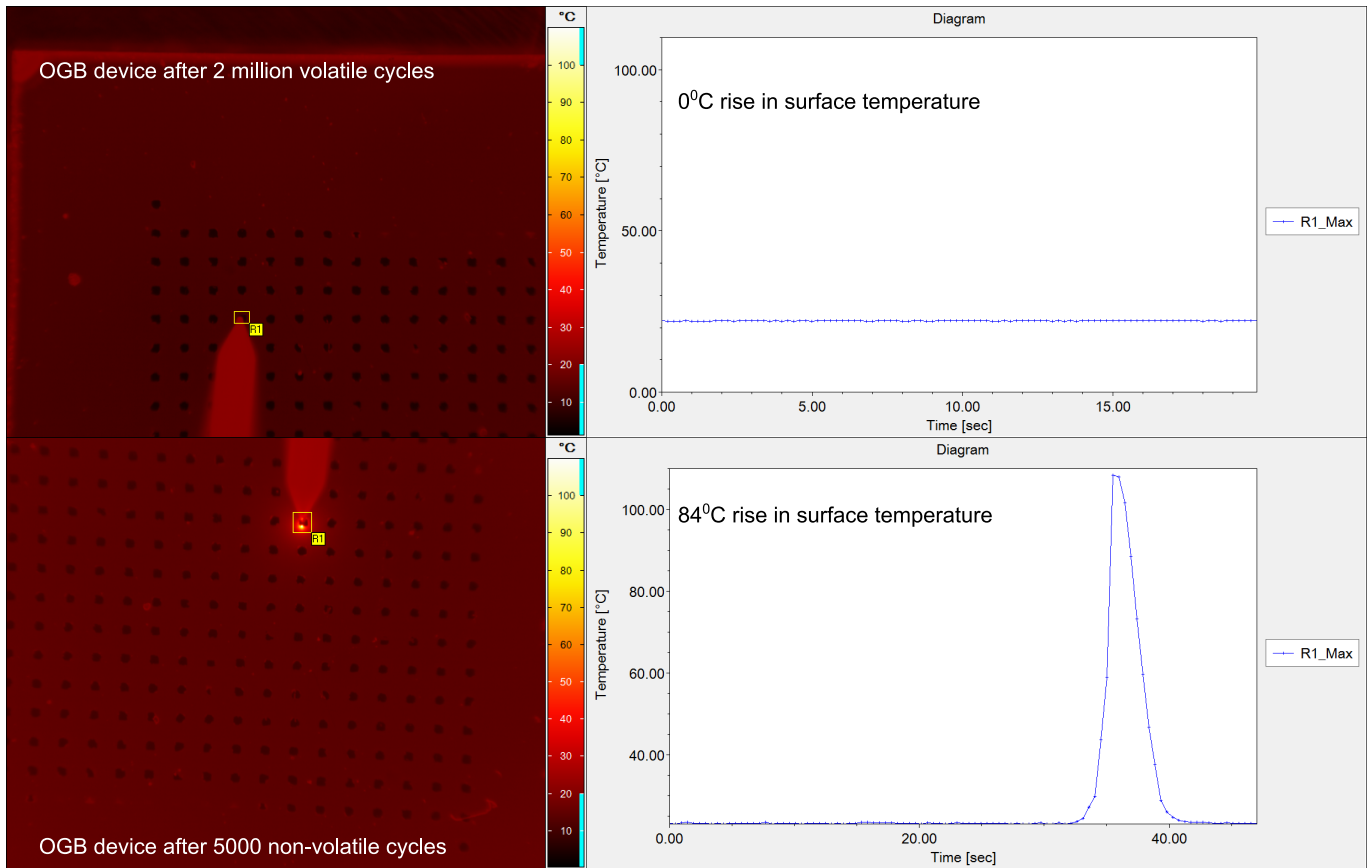 OGB device after 2 million volatile cycles
°C
100
90
80
70
60
50
40
30
20
10
R1
Diagram
0⁰C rise in surface temperature
Temperature [°C]
100.00
50.00
0.00
0.00 5.00 10.00 15.00
Time [sec]
R1_Max
°C
100
90
80
70
60
50
40
30
20
10
R1
OGB device after 5000 non-volatile cycles
Diagram
84⁰C rise in surface temperature
Temperature [°C]
100.00
80.00
60.00
40.00
0.00 20.00 40.00
Time [sec]
R1_Max